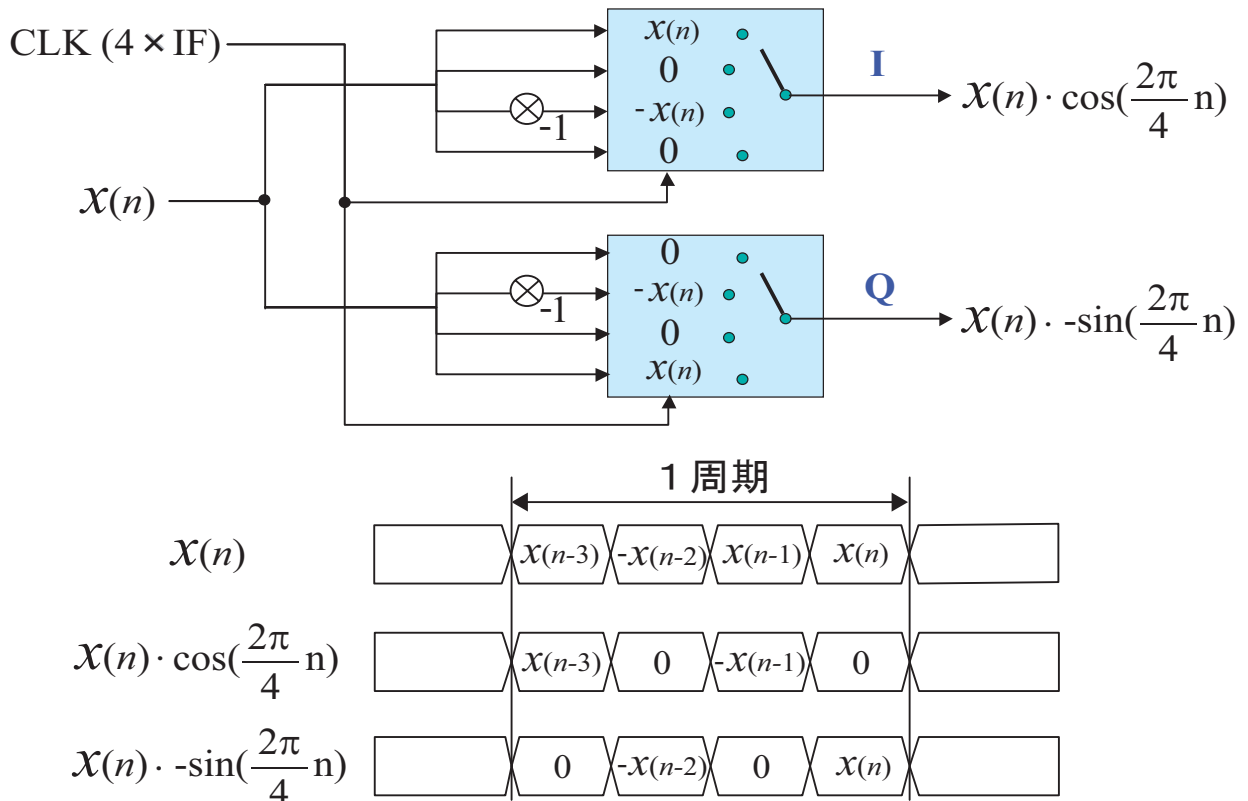 CLK (4 × IF)
x(n)
0
-x(n)
0
-1
I
x(n) · cos(2π/4 n)
x(n)
0
-x(n)
0
x(n)
-1
Q
x(n) · -sin(2π/4 n)
1周期
x(n)
x(n-3) -x(n-2) x(n-1) x(n)
x(n) · cos(2π/4 n)
x(n-3) 0 -x(n-1) 0
x(n) · -sin(2π/4 n)
0 -x(n-2) 0 x(n)